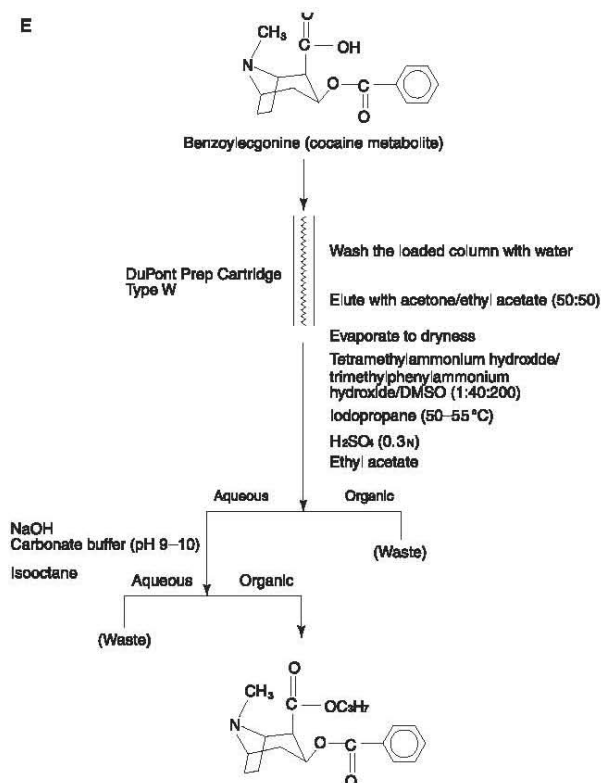 E
O
CH₃
C
OH
N
O
C
O
Benzoylecgonine (cocaine metabolite)
DuPont Prep Cartridge
Type W
Wash the loaded column with water
Elute with acetone/ethyl acetate (50:50)
Evaporate to dryness
Tetramethylammonium hydroxide/
trimethylphenylammonium
hydroxide/DMSO (1:40:200)
Iodopropane (50–55°C)
H₂SO₄ (0.3N)
Ethyl acetate
Aqueous
Organic
NaOH
Carbonate buffer (pH 9–10)
(Waste)
Isooctane
Aqueous
Organic
(Waste)
O
CH₃
C
OC₃H₇
N
O
C
O